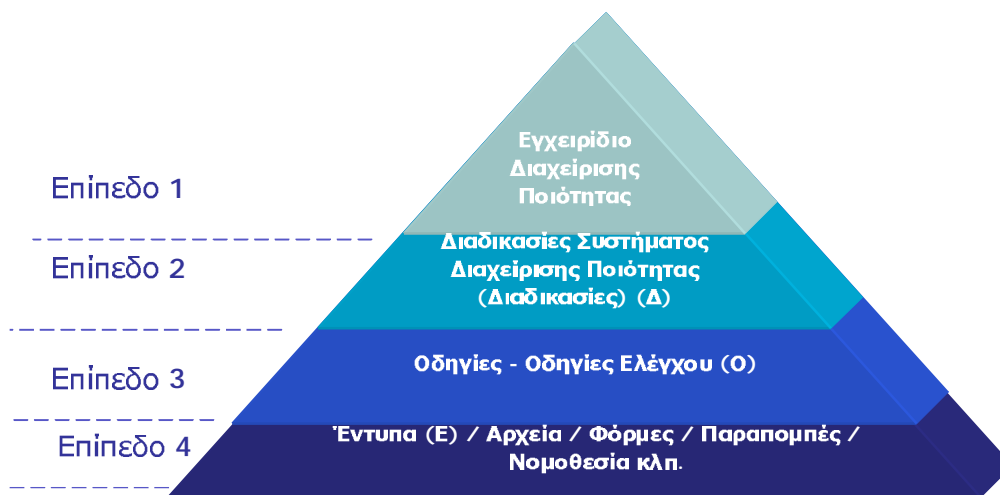 Επίπεδο 1
Εγχειρίδιο
Διαχείρισης
Ποιότητας
Επίπεδο 2
Διαδικασίες Συστήματος
Διαχείρισης Ποιότητας
(Διαδικασίες) (Δ)
Επίπεδο 3
Οδηγίες - Οδηγίες Ελέγχου (Ο)
Επίπεδο 4
Έντυπα (Ε) / Αρχεία / Φόρμες / Παραπομπές /
Νομοθεσία κλπ.